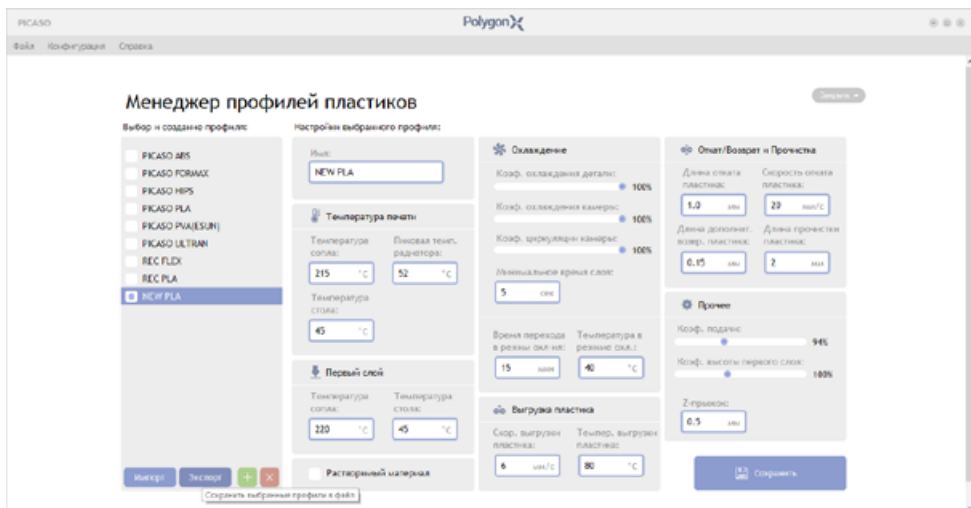 PICASO
PolygonX
Файл Конфигурация Справка
Закрыть
Менеджер профилей пластиков
Выбор и создание профиля:
PICASO ABS
PICASO FORMAX
PICASO HIPS
PICASO PLA
PICASO PVA(ESUN)
PICASO ULTRAN
REC FLEX
REC PLA
NEW PLA
Импорт Экспорт + ×
Сохранить выбранные профили в файл
Настройки выбранного профиля:
Имя:
NEW PLA
Температура печати
Температура сопла:
215 °C
Пиковая темп. радиатора:
52 °C
Температура стола:
45 °C
Первый слой
Температура сопла:
220 °C
Температура стола:
45 °C
Растворимый материал
Охлаждение
Коэф. охлаждения детали:
100%
Коэф. охлаждения камеры:
100%
Коэф. циркуляции камеры:
100%
Минимальное время слоя:
5 сек
Время перехода в режим охл-ия:
15 мин
Температура в режиме охл.:
40 °C
Выгрузка пластика
Скор. выгрузки пластика:
6 мм/с
Темпер. выгрузки пластика:
80 °C
Откат/Возврат и Прочистка
Длина отката пластика:
1.0 мм
Скорость отката пластика:
20 мм/с
Длина дополнит. возвр. пластика:
0.15 мм
Длина прочистки пластика:
2 мм
Прочее
Коэф. подачи:
94%
Коэф. высоты первого слоя:
100%
Z-прыжок:
0.5 мм
Сохранить